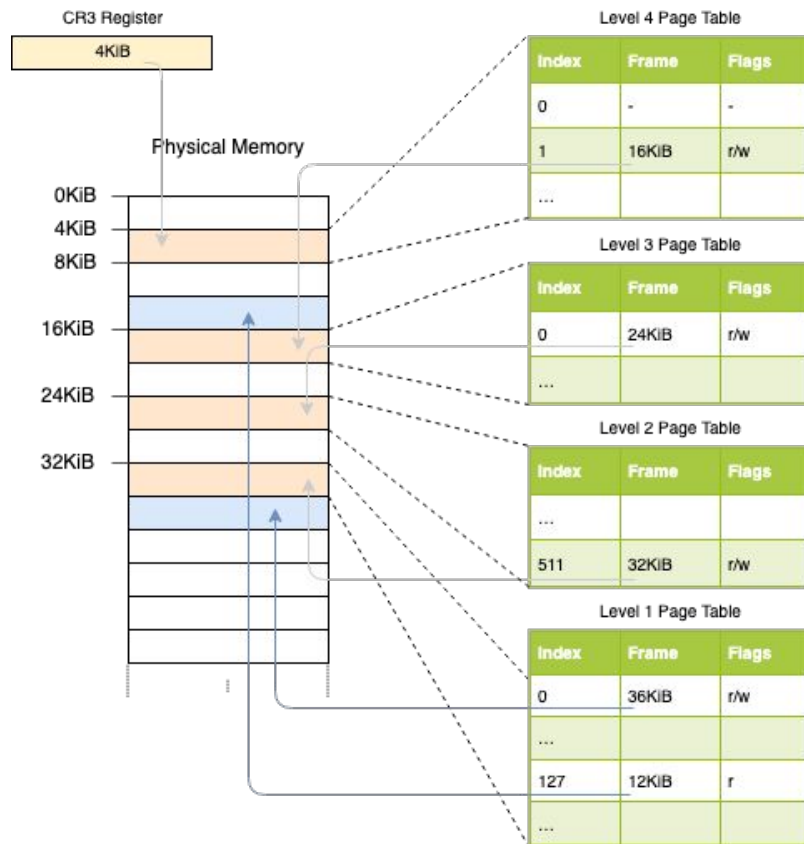 CR3 Register
4KiB
Physical Memory
0KiB
4KiB
8KiB
16KiB
24KiB
32KiB
Level 4 Page Table
Index Frame Flags
0 - -
1 16KiB r/w
...
Level 3 Page Table
Index Frame Flags
0 24KiB r/w
...
Level 2 Page Table
Index Frame Flags
...
511 32KiB r/w
Level 1 Page Table
Index Frame Flags
0 36KiB r/w
...
127 12KiB r
...